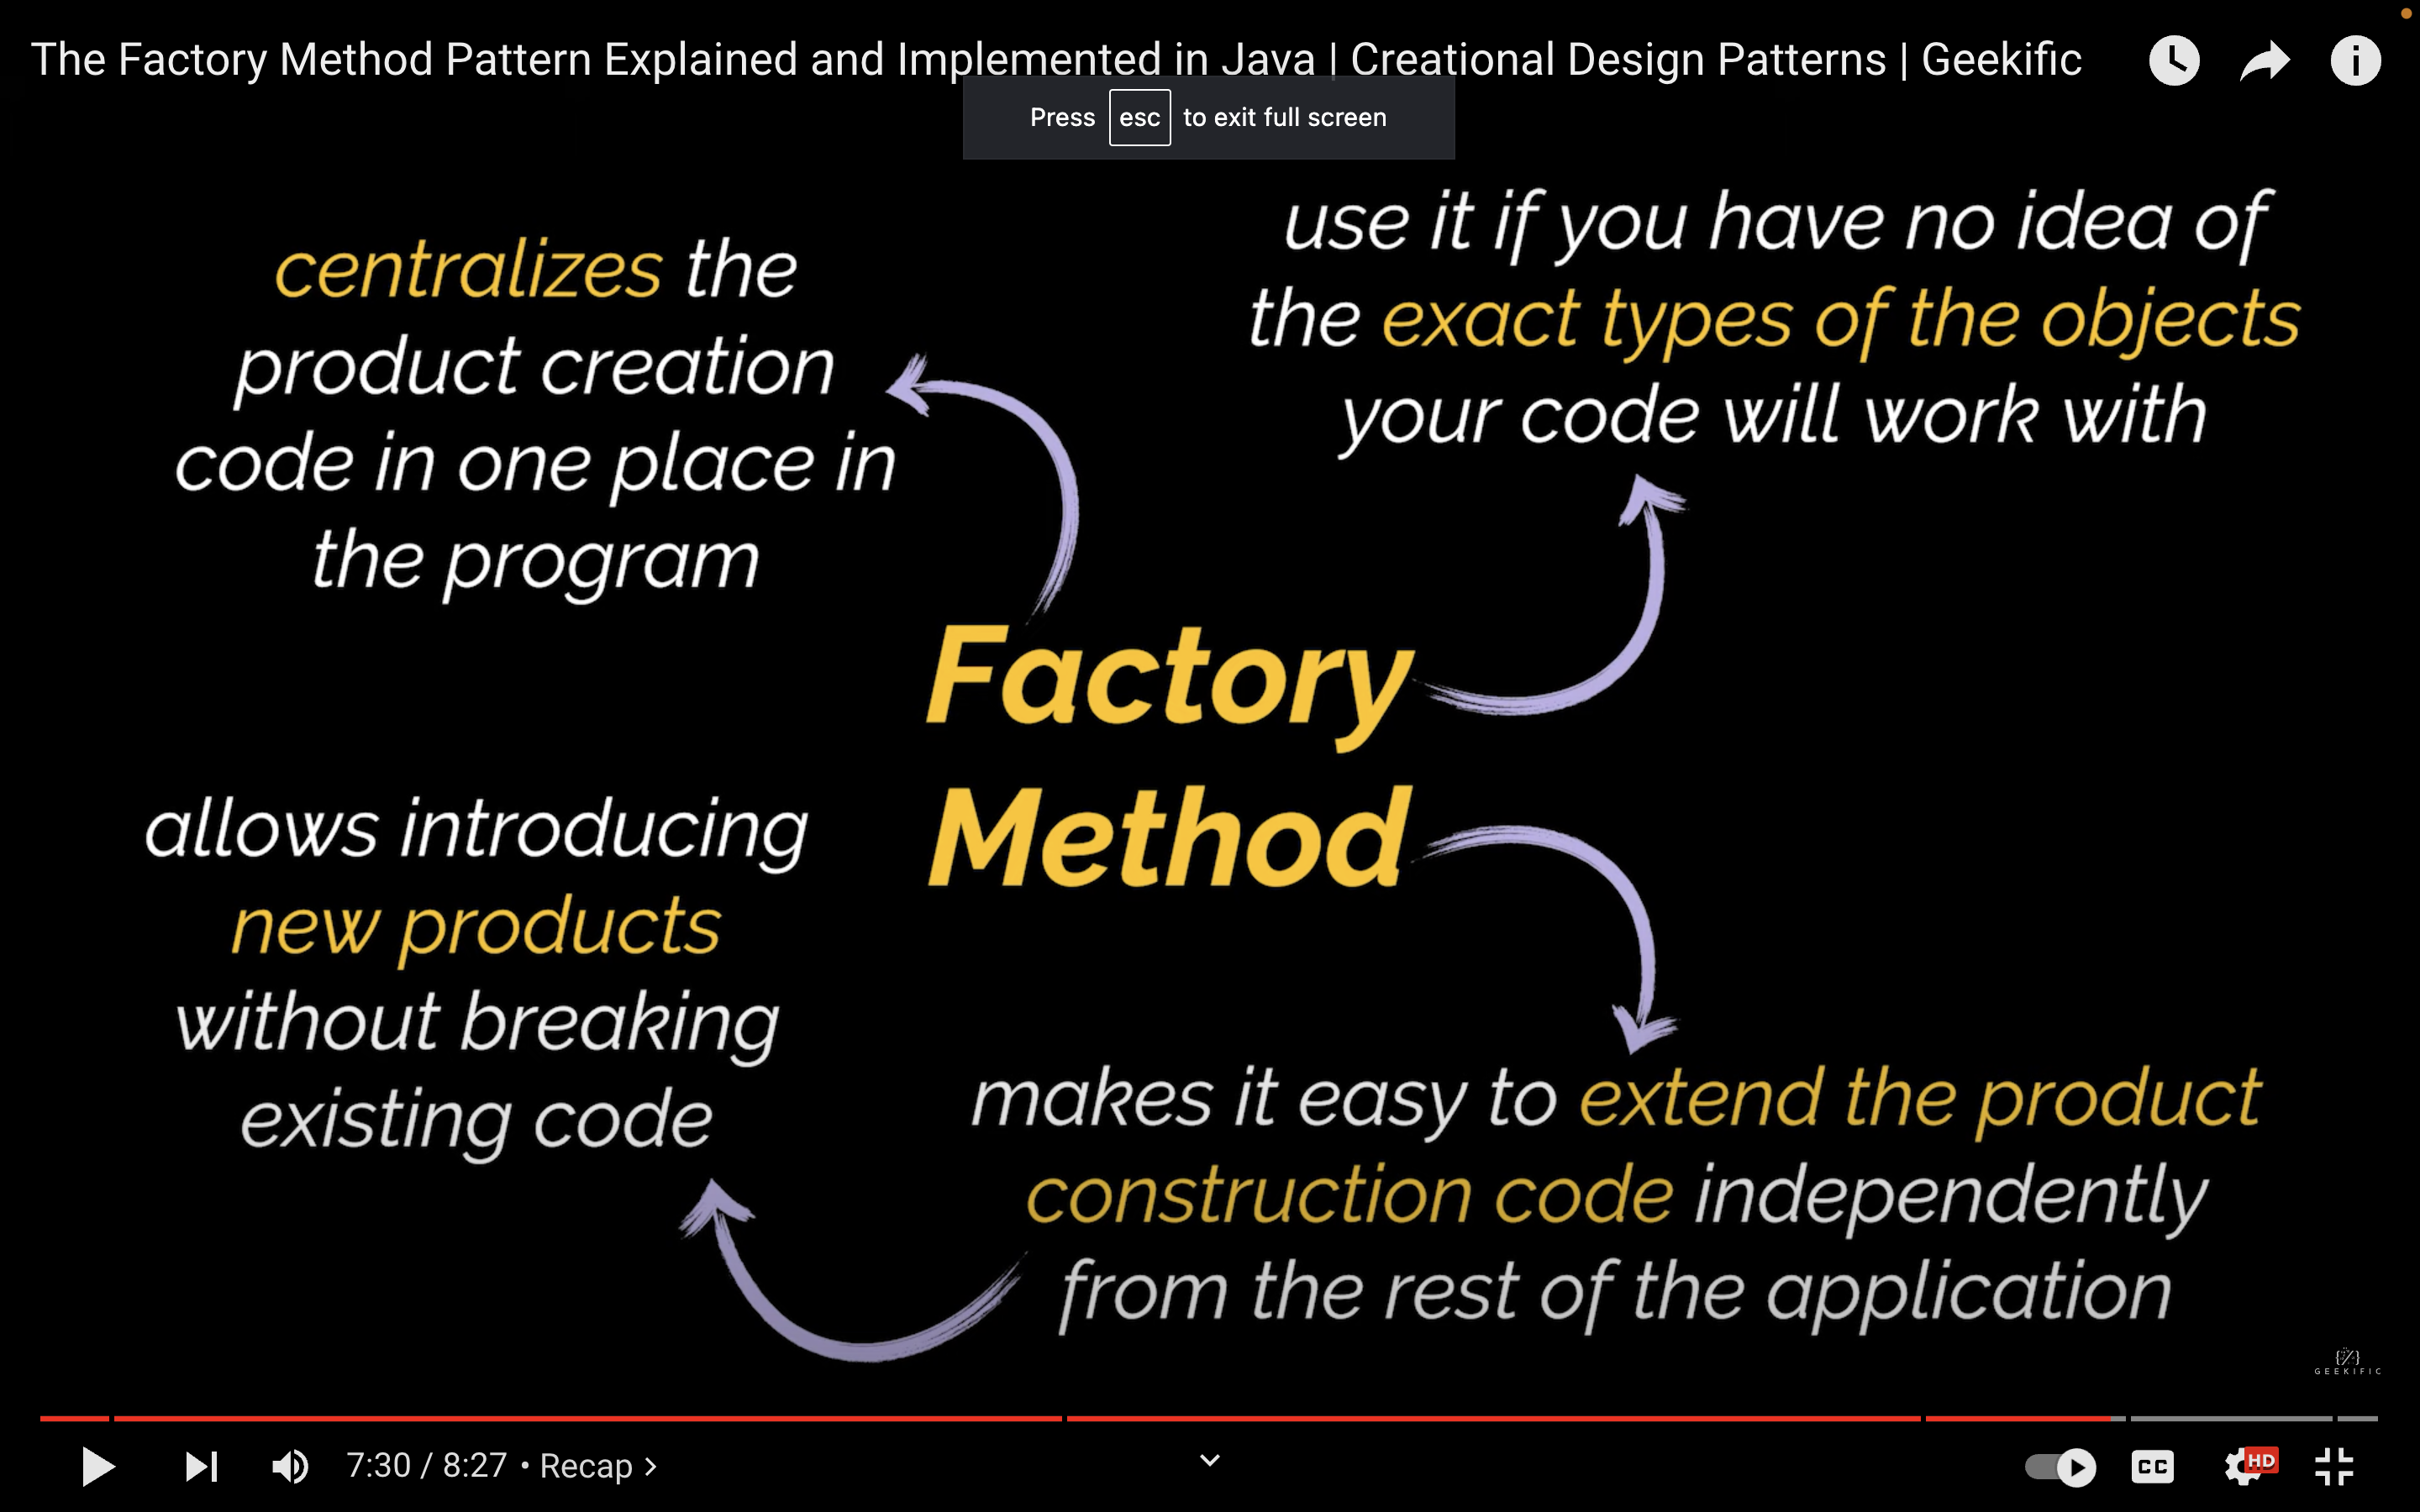 The Factory Method Pattern Explained and Implemented in Java | Creational Design Patterns | Geekific
Press esc to exit full screen
centralizes the
product creation
code in one place in
the program
use it if you have no idea of
the exact types of the objects
your code will work with
Factory
Method
allows introducing
new products
without breaking
existing code
makes it easy to extend the product
construction code independently
from the rest of the application
GEEKIFIC
7:30 / 8:27 • Recap >
CC
HD